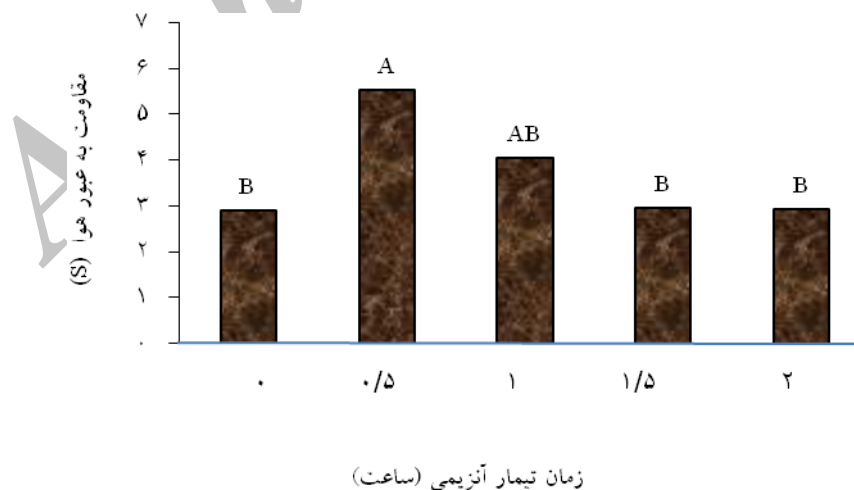 مقاومت به عبور هوا (S)
۷
۶
۵
۴
۳
۲
۱
۰
B
A
AB
B
B
۰
۰/۵
۱
۱/۵
۲
زمان تیمار آنزیمی (ساعت)